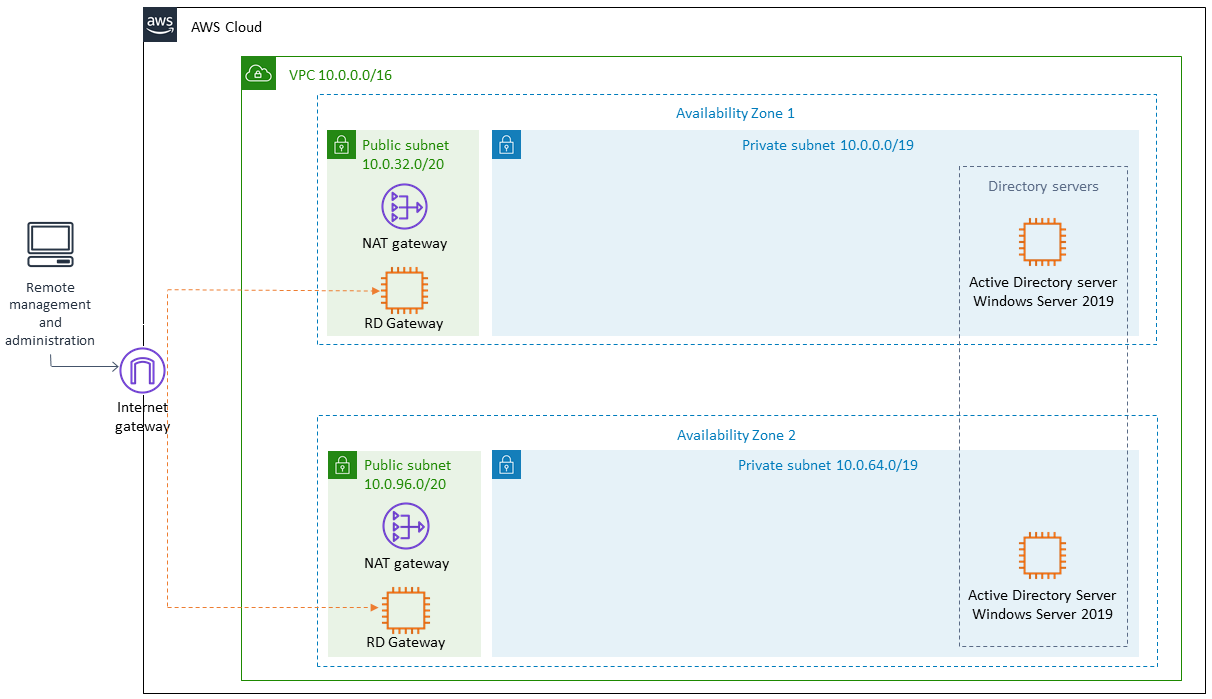 aws
AWS Cloud
VPC 10.0.0.0/16
Availability Zone 1
Public subnet
10.0.32.0/20
Private subnet 10.0.0.0/19
Directory servers
NAT gateway
Active Directory server
Windows Server 2019
RD Gateway
Remote
management
and
administration
Internet
gateway
Availability Zone 2
Public subnet
10.0.96.0/20
Private subnet 10.0.64.0/19
NAT gateway
Active Directory Server
Windows Server 2019
RD Gateway